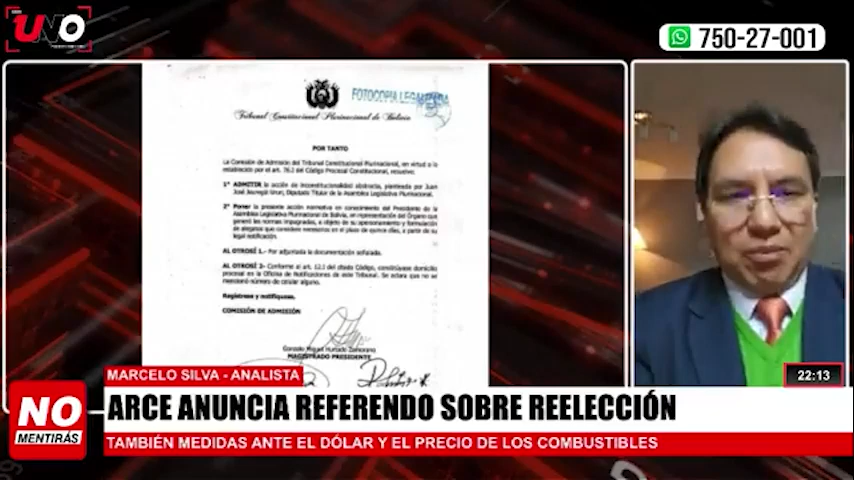 UNO
750-27-001
FOTOCOPIA LEGALIZADA
Tribunal Constitucional Plurinacional de Bolivia
POR TANTO
La Comisión de Admisión del Tribunal Constitucional Plurinacional, en virtud a lo
establecido por el art. 76.I del Código Procesal Constitucional, resuelve:
1° ADMITIR la acción de inconstitucionalidad abstracta, planteada por Juan
José Jáuregui Ururi, Diputado Titular de la Asamblea Legislativa Plurinacional.
2° Poner la presente acción normativa en conocimiento del Presidente de la
Asamblea Legislativa Plurinacional de Bolivia, en representación del Órgano que
generó las normas impugnadas, a objeto de su apersonamiento y formulación
de alegatos que considere necesarios en el plazo de quince días, a partir de su
legal notificación.
AL OTROSÍ 1.- Por adjuntada la documentación señalada.
AL OTROSÍ 2- Conforme al art. 12.I del citado Código, constitúyase domicilio
procesal en la Oficina de Notificaciones de este Tribunal. Se aclara que no se
mencionó número de celular alguno.
Regístrese y notifíquese.
COMISIÓN DE ADMISIÓN
Gonzalo Miguel Hurtado Zamorano
MAGISTRADO PRESIDENTE
22:13
MARCELO SILVA - ANALISTA
NO
MENTIRÁS
ARCE ANUNCIA REFERENDO SOBRE REELECCIÓN
TAMBIÉN MEDIDAS ANTE EL DÓLAR Y EL PRECIO DE LOS COMBUSTIBLES